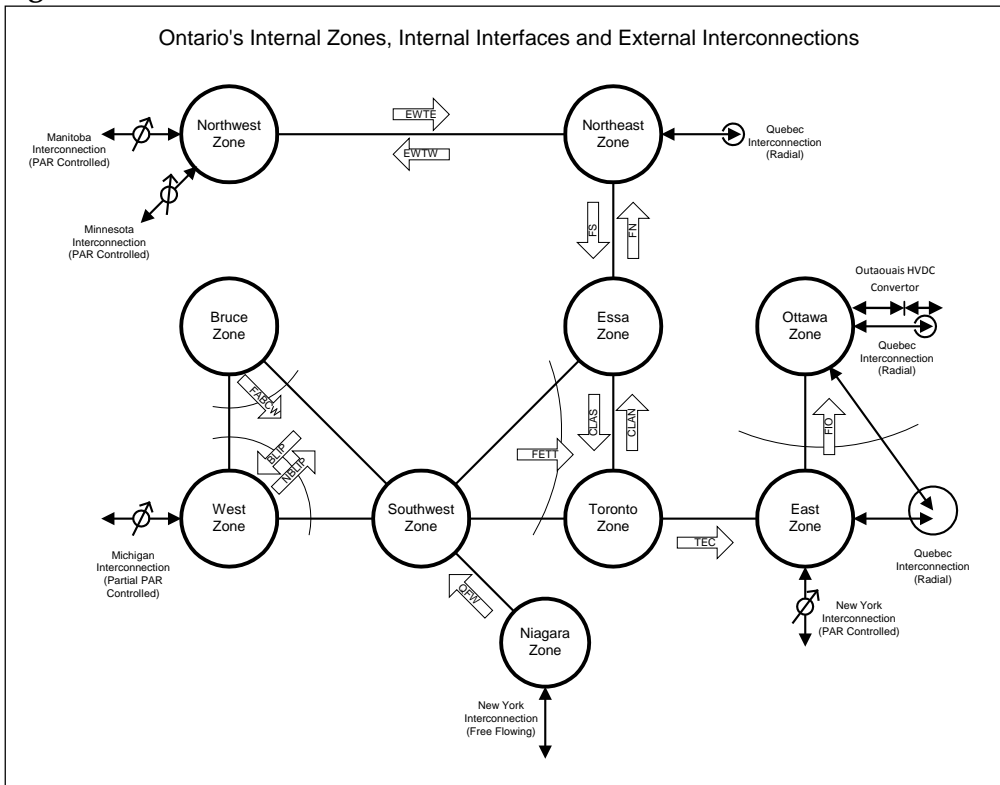 Ontario's Internal Zones, Internal Interfaces and External Interconnections
Northwest
Zone
EWTE
EWTW
Northeast
Zone
Manitoba
Interconnection
(PAR Controlled)
Quebec
Interconnection
(Radial)
Minnesota
Interconnection
(PAR Controlled)
FS
FN
Bruce
Zone
Essa
Zone
Ottawa
Zone
Outaouais HVDC
Convertor
Quebec
Interconnection
(Radial)
FABCW
BLIP
NBLIP
FETT
CLAS
CLAN
FIO
West
Zone
Southwest
Zone
Toronto
Zone
East
Zone
TEC
Michigan
Interconnection
(Partial PAR
Controlled)
Quebec
Interconnection
(Radial)
QFW
Niagara
Zone
New York
Interconnection
(PAR Controlled)
New York
Interconnection
(Free Flowing)